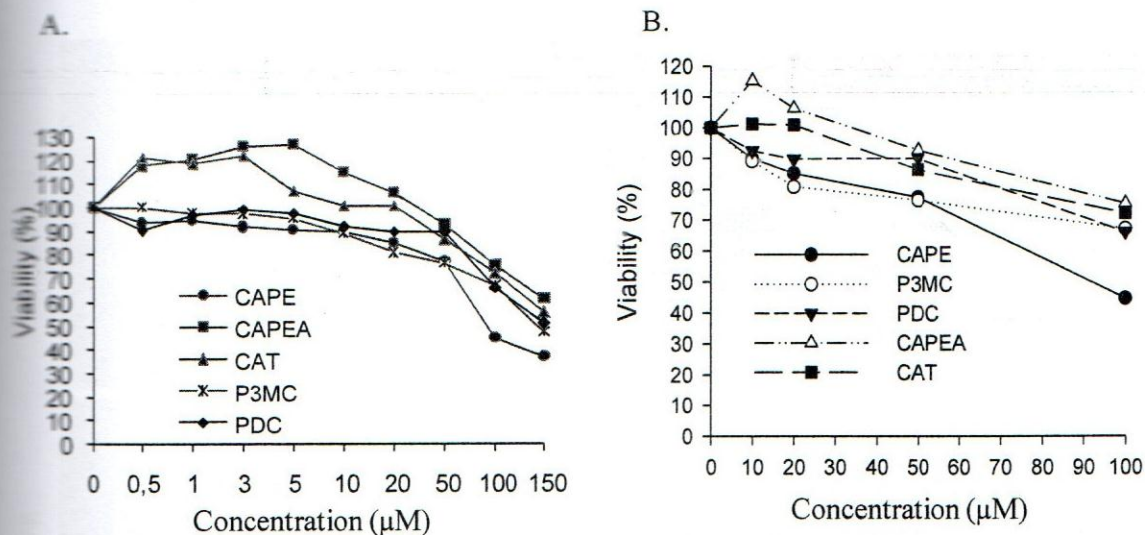 A.
Viability (%)
130
120
110
100
90
80
70
60
50
40
30
20
10
0
CAPE
CAPEA
CAT
P3MC
PDC
0 0,5 1 3 5 10 20 50 100 150
Concentration (µM)
B.
Viability (%)
120
110
100
90
80
70
60
50
40
30
20
10
0
CAPE
P3MC
PDC
CAPEA
CAT
0 10 20 30 40 50 60 70 80 90 100
Concentration (µM)